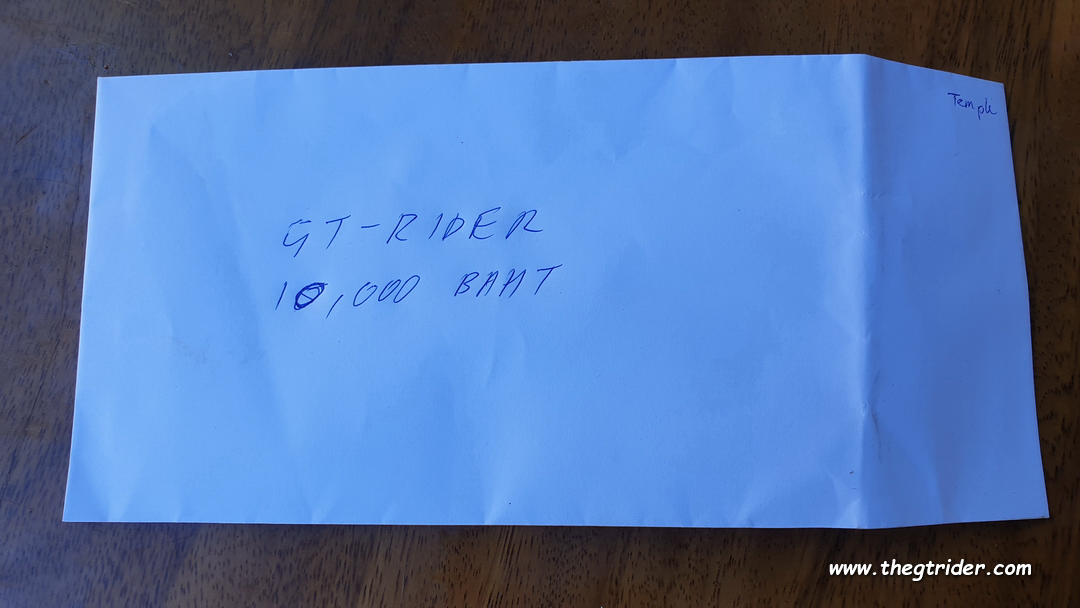 Temple
GT-RIDER
10,000 BAHT
www.thegtrider.com